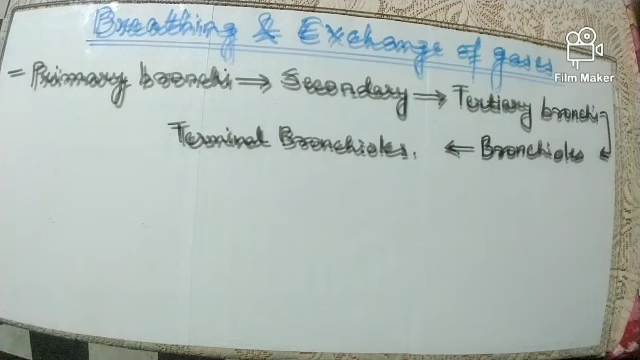 Breathing & Exchange of gases
= Primary bronchi → Secondary → Tertiary bronchi
Terminal Bronchioles. ← Bronchioles
Film Maker